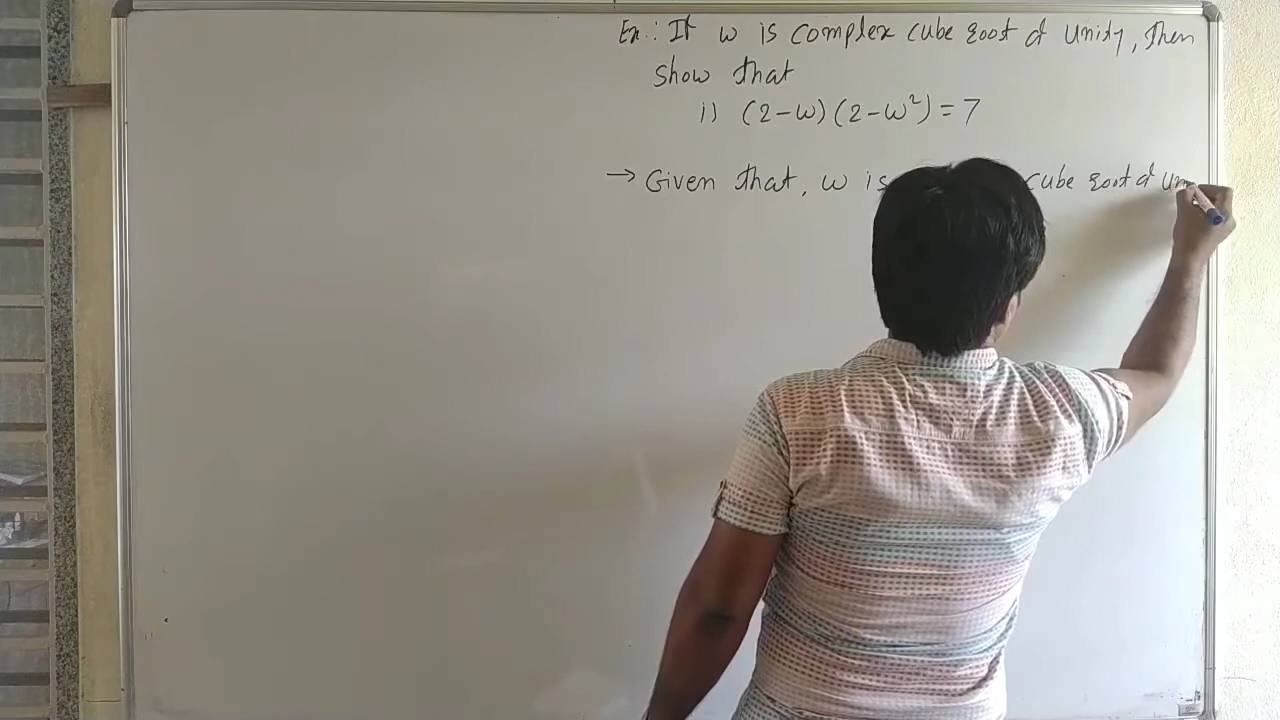 Ex.: If ω is complex cube root of unity, then
show that
i) (2-ω)(2-ω²) = 7
→ Given that, ω is cube root of un